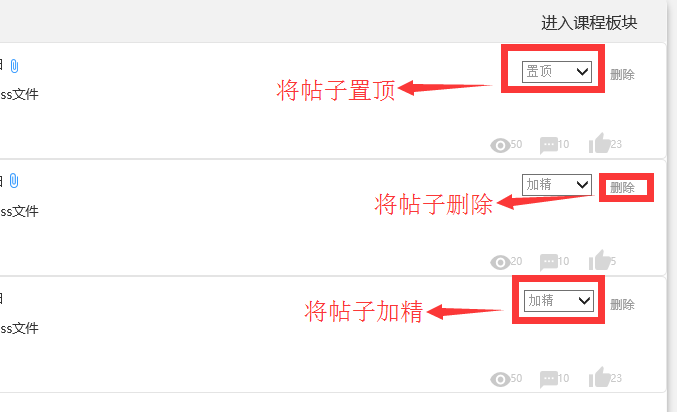 进入课程板块
置顶 删除
将帖子置顶
ss文件
50 10 23
加精 删除
将帖子删除
ss文件
20 10 5
加精 删除
将帖子加精
ss文件
50 10 23